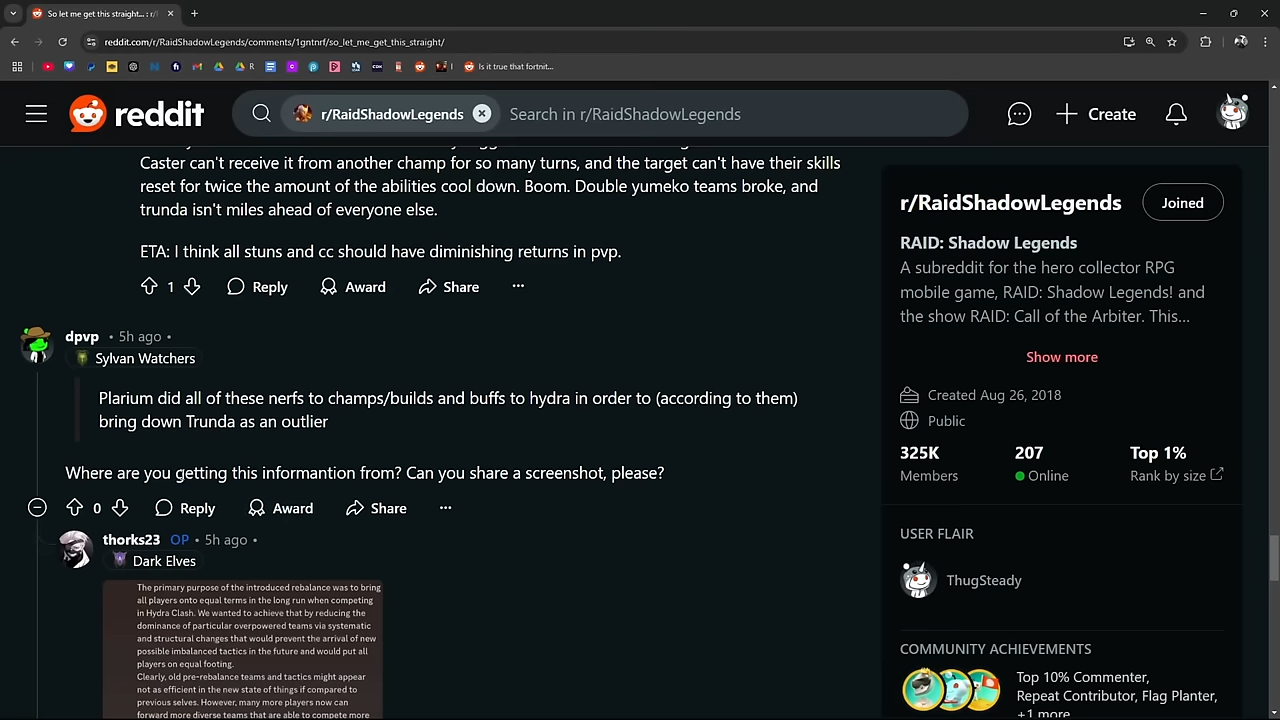 So let me get this straight... : r/
reddit.com/r/RaidShadowLegends/comments/1gntnrf/so_let_me_get_this_straight/
Is it true that fortnit...
reddit
r/RaidShadowLegends
Search in r/RaidShadowLegends
Create
Caster can't receive it from another champ for so many turns, and the target can't have their skills
reset for twice the amount of the abilities cool down. Boom. Double yumeko teams broke, and
trunda isn't miles ahead of everyone else.
ETA: I think all stuns and cc should have diminishing returns in pvp.
1 Reply Award Share
dpvp • 5h ago •
Sylvan Watchers
Plarium did all of these nerfs to champs/builds and buffs to hydra in order to (according to them)
bring down Trunda as an outlier
Where are you getting this informantion from? Can you share a screenshot, please?
0 Reply Award Share
thorks23 OP • 5h ago •
Dark Elves
The primary purpose of the introduced rebalance was to bring
all players onto equal terms in the long run when competing
in Hydra Clash. We wanted to achieve that by reducing the
dominance of particular overpowered teams via systematic
and structural changes that would prevent the arrival of new
possible imbalanced tactics in the future and would put all
players on equal footing.
Clearly, old pre-rebalance teams and tactics might appear
not as efficient in the new state of things if compared to
previous selves. However, many more players now can
forward more diverse teams that are able to compete more
r/RaidShadowLegends
Joined
RAID: Shadow Legends
A subreddit for the hero collector RPG
mobile game, RAID: Shadow Legends! and
the show RAID: Call of the Arbiter. This...
Show more
Created Aug 26, 2018
Public
325K 207 Top 1%
Members Online Rank by size
USER FLAIR
ThugSteady
COMMUNITY ACHIEVEMENTS
Top 10% Commenter,
Repeat Contributor, Flag Planter,
+1 more